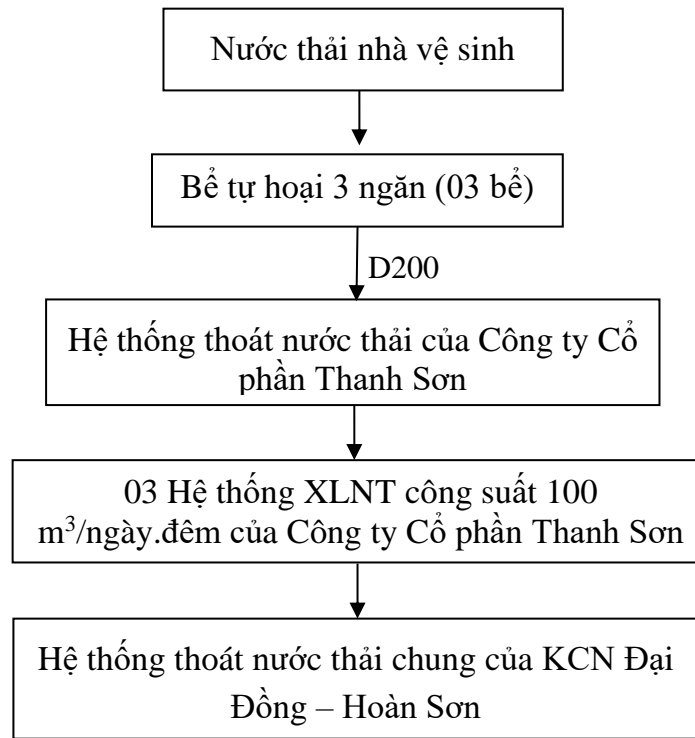 Nước thải nhà vệ sinh
Bể tự hoại 3 ngăn (03 bể)
D200
Hệ thống thoát nước thải của Công ty Cổ
phần Thanh Sơn
03 Hệ thống XLNT công suất 100
m³/ngày.đêm của Công ty Cổ phần Thanh Sơn
Hệ thống thoát nước thải chung của KCN Đại
Đồng – Hoàn Sơn